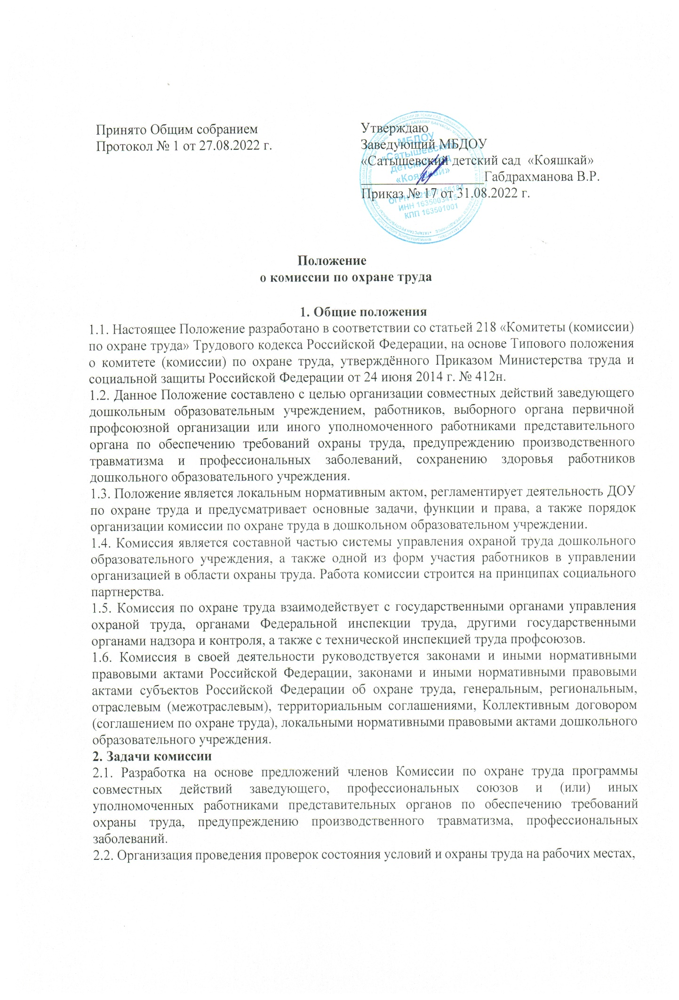 Принято Общим собранием
Протокол № 1 от 27.08.2022 г.
Утверждаю
Заведующий МБДОУ
«Сатышевский детский сад «Кояшкай»
Габдрахманова В.Р.
Приказ № 17 от 31.08.2022 г.
МБДОУ
«Сатышевский
детский сад
«Кояшкай»
ОГРН 1021607155184
ИНН 1635003415
КПП 163501001
Положение
о комиссии по охране труда
1. Общие положения
1.1. Настоящее Положение разработано в соответствии со статьей 218 «Комитеты (комиссии)
по охране труда» Трудового кодекса Российской Федерации, на основе Типового положения
о комитете (комиссии) по охране труда, утверждённого Приказом Министерства труда и
социальной защиты Российской Федерации от 24 июня 2014 г. № 412н.
1.2. Данное Положение составлено с целью организации совместных действий заведующего
дошкольным образовательным учреждением, работников, выборного органа первичной
профсоюзной организации или иного уполномоченного работниками представительного
органа по обеспечению требований охраны труда, предупреждению производственного
травматизма и профессиональных заболеваний, сохранению здоровья работников
дошкольного образовательного учреждения.
1.3. Положение является локальным нормативным актом, регламентирует деятельность ДОУ
по охране труда и предусматривает основные задачи, функции и права, а также порядок
организации комиссии по охране труда в дошкольном образовательном учреждении.
1.4. Комиссия является составной частью системы управления охраной труда дошкольного
образовательного учреждения, а также одной из форм участия работников в управлении
организацией в области охраны труда. Работа комиссии строится на принципах социального
партнерства.
1.5. Комиссия по охране труда взаимодействует с государственными органами управления
охраной труда, органами Федеральной инспекции труда, другими государственными
органами надзора и контроля, а также с технической инспекцией труда профсоюзов.
1.6. Комиссия в своей деятельности руководствуется законами и иными нормативными
правовыми актами Российской Федерации, законами и иными нормативными правовыми
актами субъектов Российской Федерации об охране труда, генеральным, региональным,
отраслевым (межотраслевым), территориальным соглашениями, Коллективным договором
(соглашением по охране труда), локальными нормативными правовыми актами дошкольного
образовательного учреждения.
2. Задачи комиссии
2.1. Разработка на основе предложений членов Комиссии по охране труда программы
совместных действий заведующего, профессиональных союзов и (или) иных
уполномоченных работниками представительных органов по обеспечению требований
охраны труда, предупреждению производственного травматизма, профессиональных
заболеваний.
2.2. Организация проведения проверок состояния условий и охраны труда на рабочих местах,